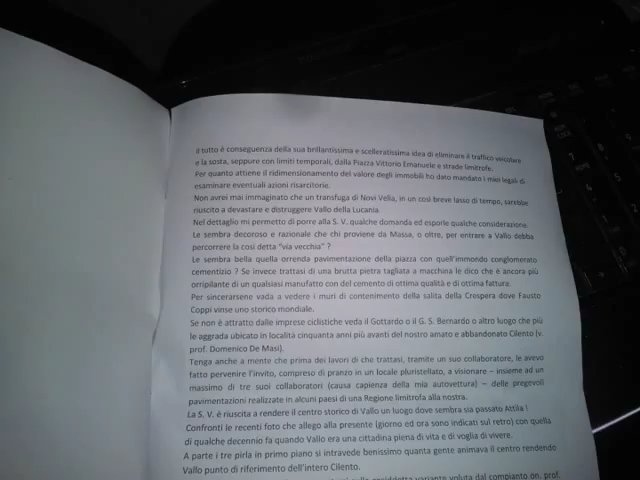 il tutto è conseguenza della sua brillantissima e scelleratissima idea di eliminare il traffico veicolare
e la sosta, seppure con limiti temporali, dalla Piazza Vittorio Emanuele e strade limitrofe.
Per quanto attiene il ridimensionamento del valore degli immobili ho dato mandato i miei legali di
esaminare eventuali azioni risarcitorie.
Non avrei mai immaginato che un transfuga di Novi Velia, in un così breve lasso di tempo, sarebbe
riuscito a devastare e distruggere Vallo della Lucania.
Nel dettaglio mi permetto di porre alla S. V. qualche domanda ed esporle qualche considerazione.
Le sembra decoroso e razionale che chi proviene da Massa, o oltre, per entrare a Vallo debba
percorrere la così detta “via vecchia” ?
Le sembra bella quella orrenda pavimentazione della piazza con quell'immondo conglomerato
cementizio ? Se invece trattasi di una brutta pietra tagliata a macchina le dico che è ancora più
orripilante di un qualsiasi manufatto con del cemento di ottima qualità e di ottima fattura.
Per sincerarsene vada a vedere i muri di contenimento della salita della Crespera dove Fausto
Coppi vinse uno storico mondiale.
Se non è attratto dalle imprese ciclistiche veda il Gottardo o il G. S. Bernardo o altro luogo che più
le aggrada ubicato in località cinquanta anni più avanti del nostro amato e abbandonato Cilento (v.
prof. Domenico De Masi).
Tenga anche a mente che prima dei lavori di che trattasi, tramite un suo collaboratore, le avevo
fatto pervenire l'invito, compreso di pranzo in un locale pluristellato, a visionare – insieme ad un
massimo di tre suoi collaboratori (causa capienza della mia autovettura) – delle pregevoli
pavimentazioni realizzate in alcuni paesi di una Regione limitrofa alla nostra.
La S. V. è riuscita a rendere il centro storico di Vallo un luogo dove sembra sia passato Attila !
Confronti le recenti foto che allego alla presente (giorno ed ora sono indicati sul retro) con quella
di qualche decennio fa quando Vallo era una cittadina piena di vita e di voglia di vivere.
A parte i tre pirla in primo piano si intravede benissimo quanta gente animava il centro rendendo
Vallo punto di riferimento dell'intero Cilento.
variante voluta dal compianto on. prof.